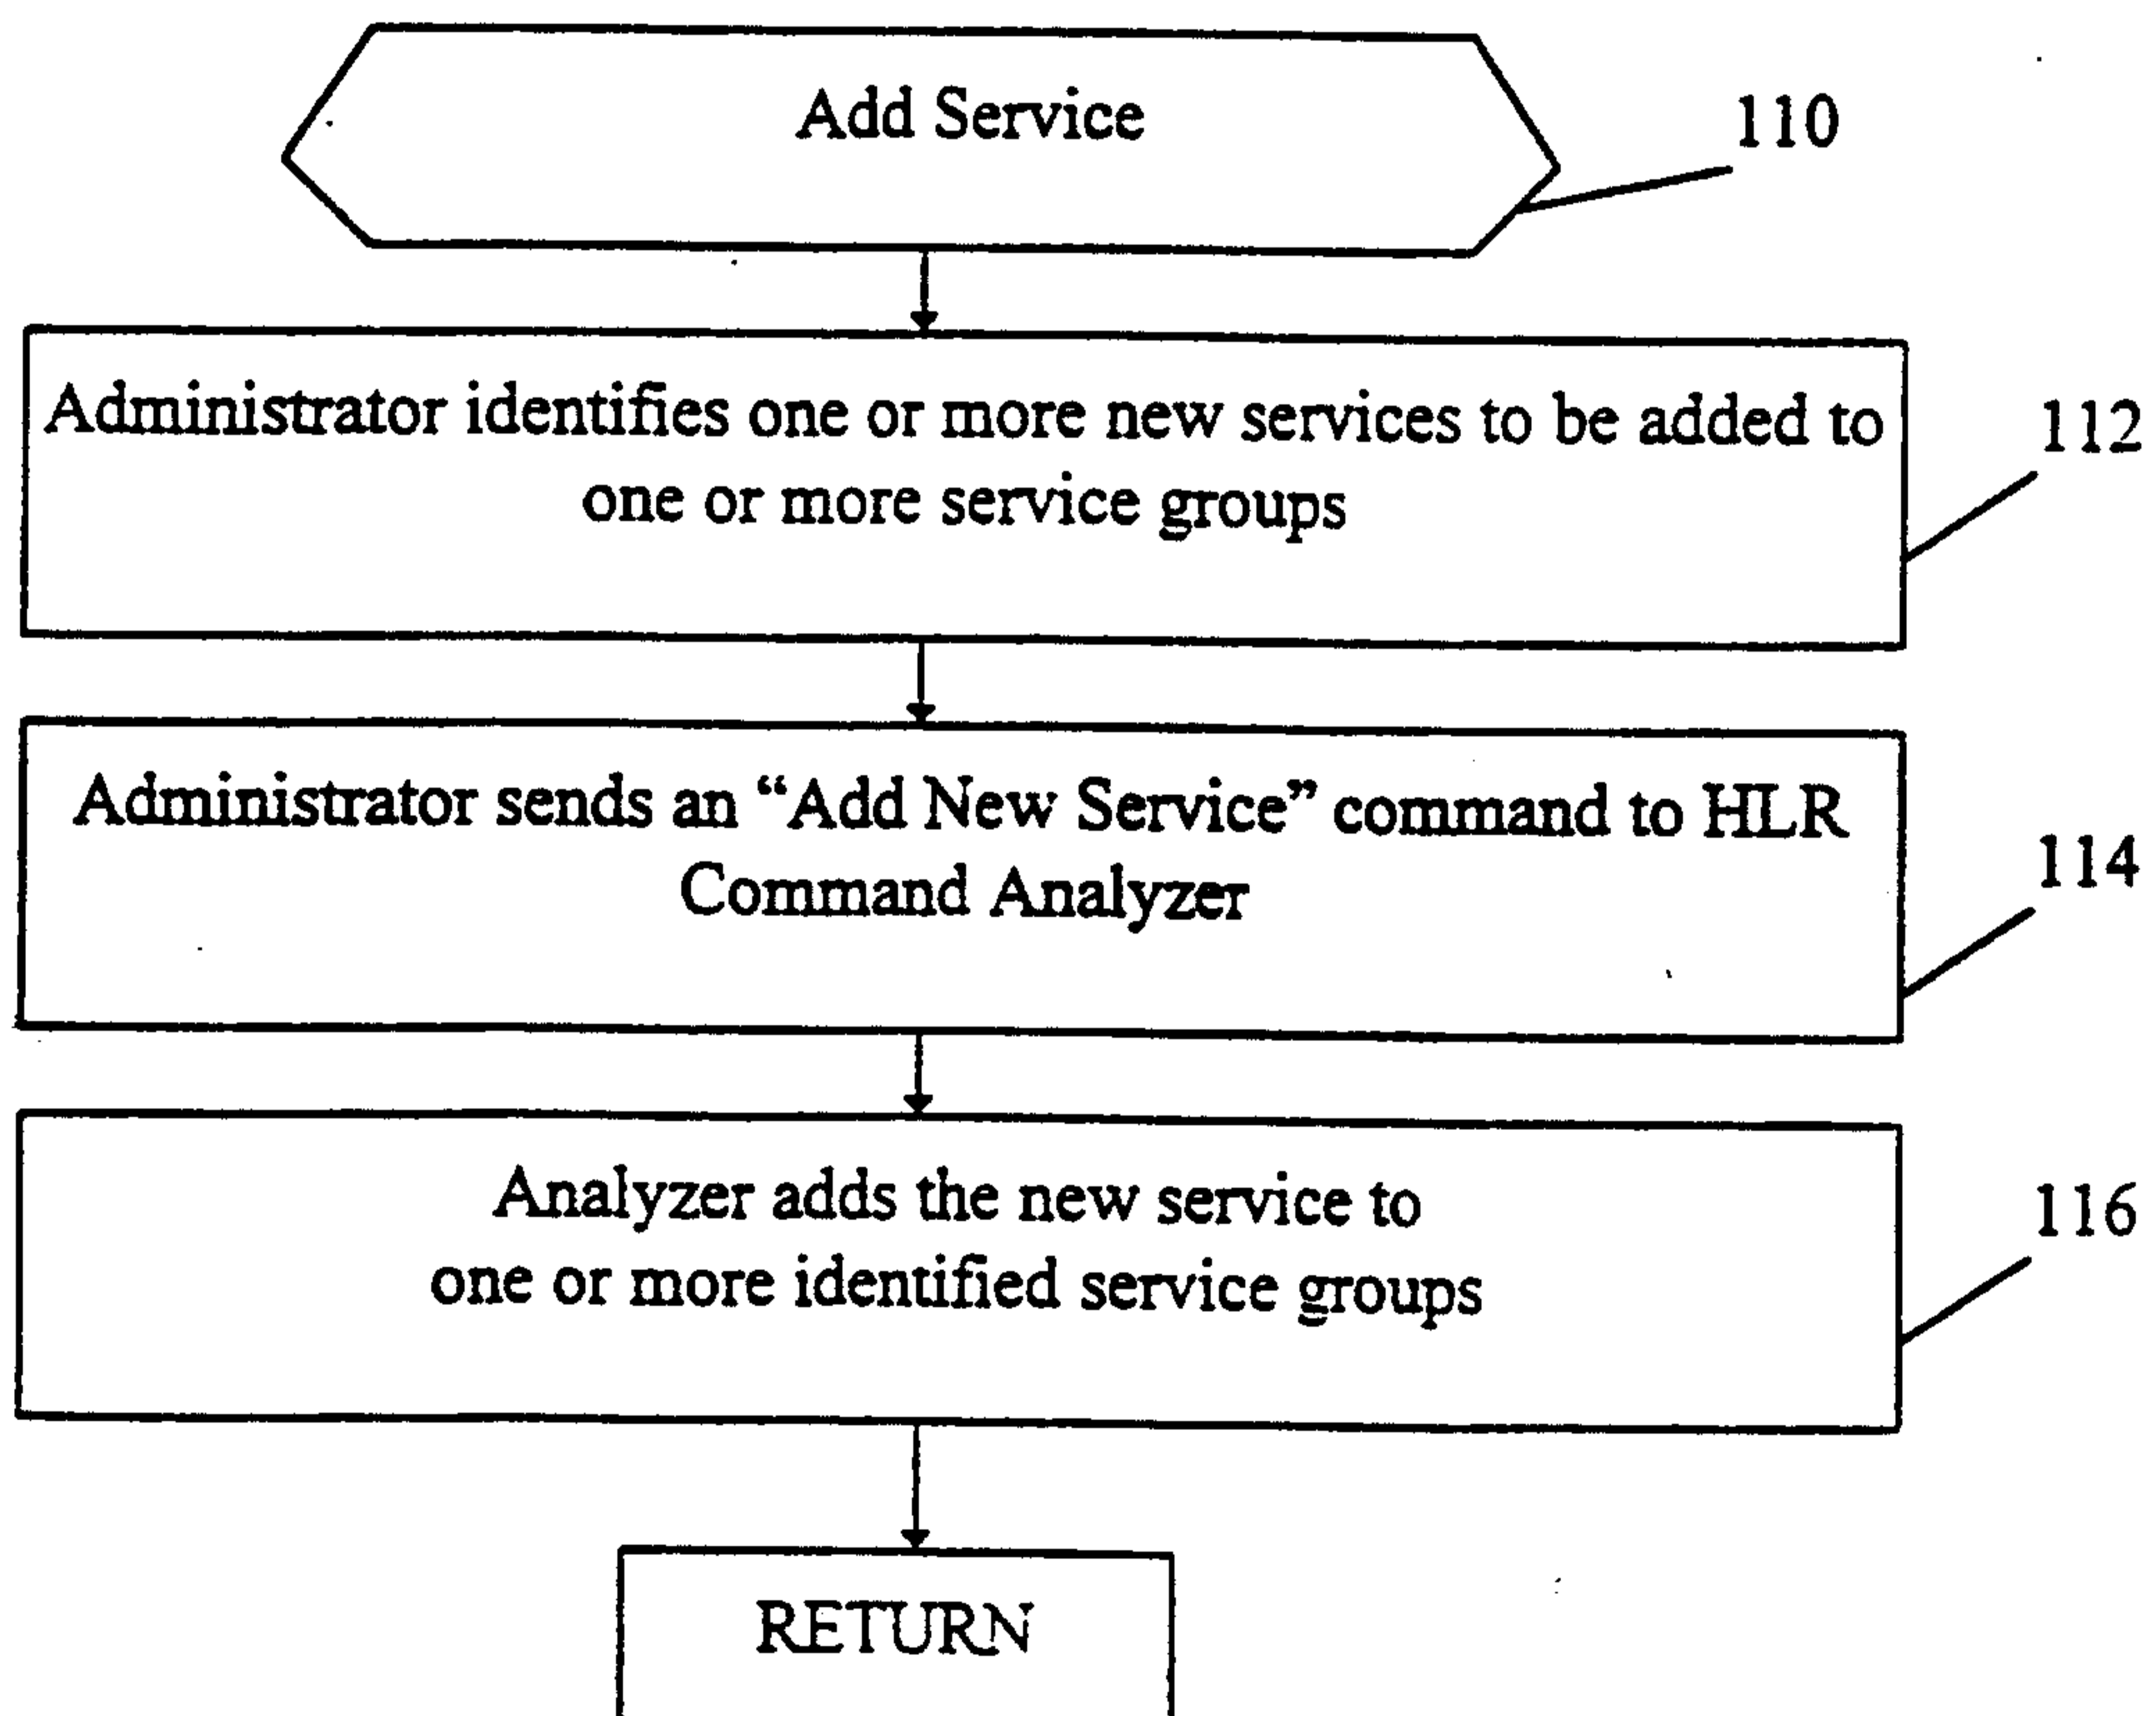 Add Service
110
Administrator identifies one or more new services to be added to
one or more service groups
112
Administrator sends an “Add New Service” command to HLR
Command Analyzer
114
Analyzer adds the new service to
one or more identified service groups
116
RETURN